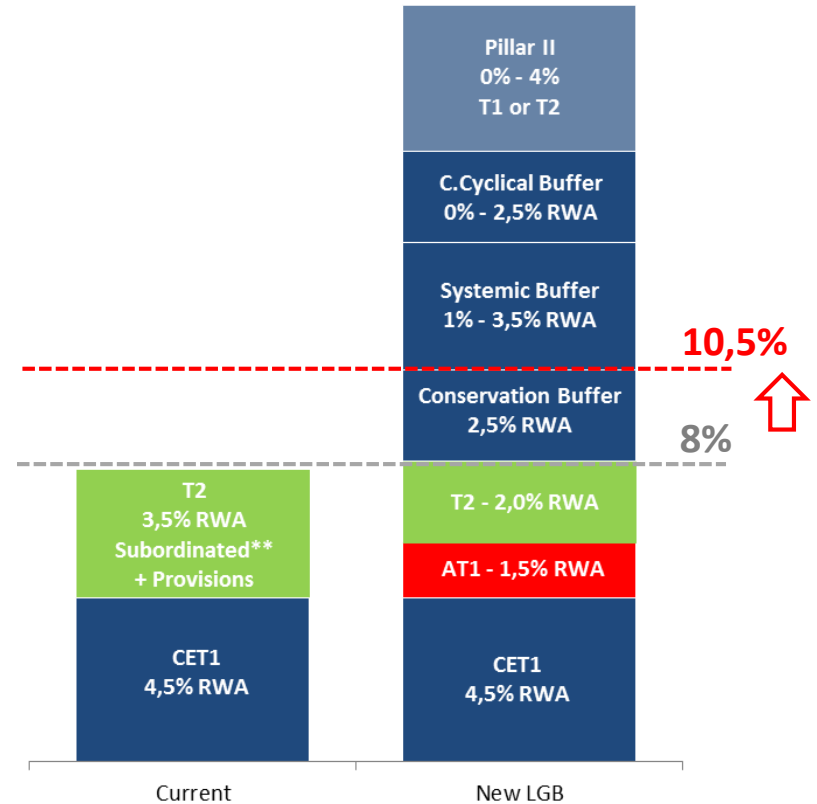 Pillar II
0% - 4%
T1 or T2
C.Cyclical Buffer
0% - 2,5% RWA
Systemic Buffer
1% - 3,5% RWA
10,5%
Conservation Buffer
2,5% RWA
8%
T2
3,5% RWA
Subordinated**
+ Provisions
T2 - 2,0% RWA
AT1 - 1,5% RWA
CET1
4,5% RWA
CET1
4,5% RWA
Current
New LGB